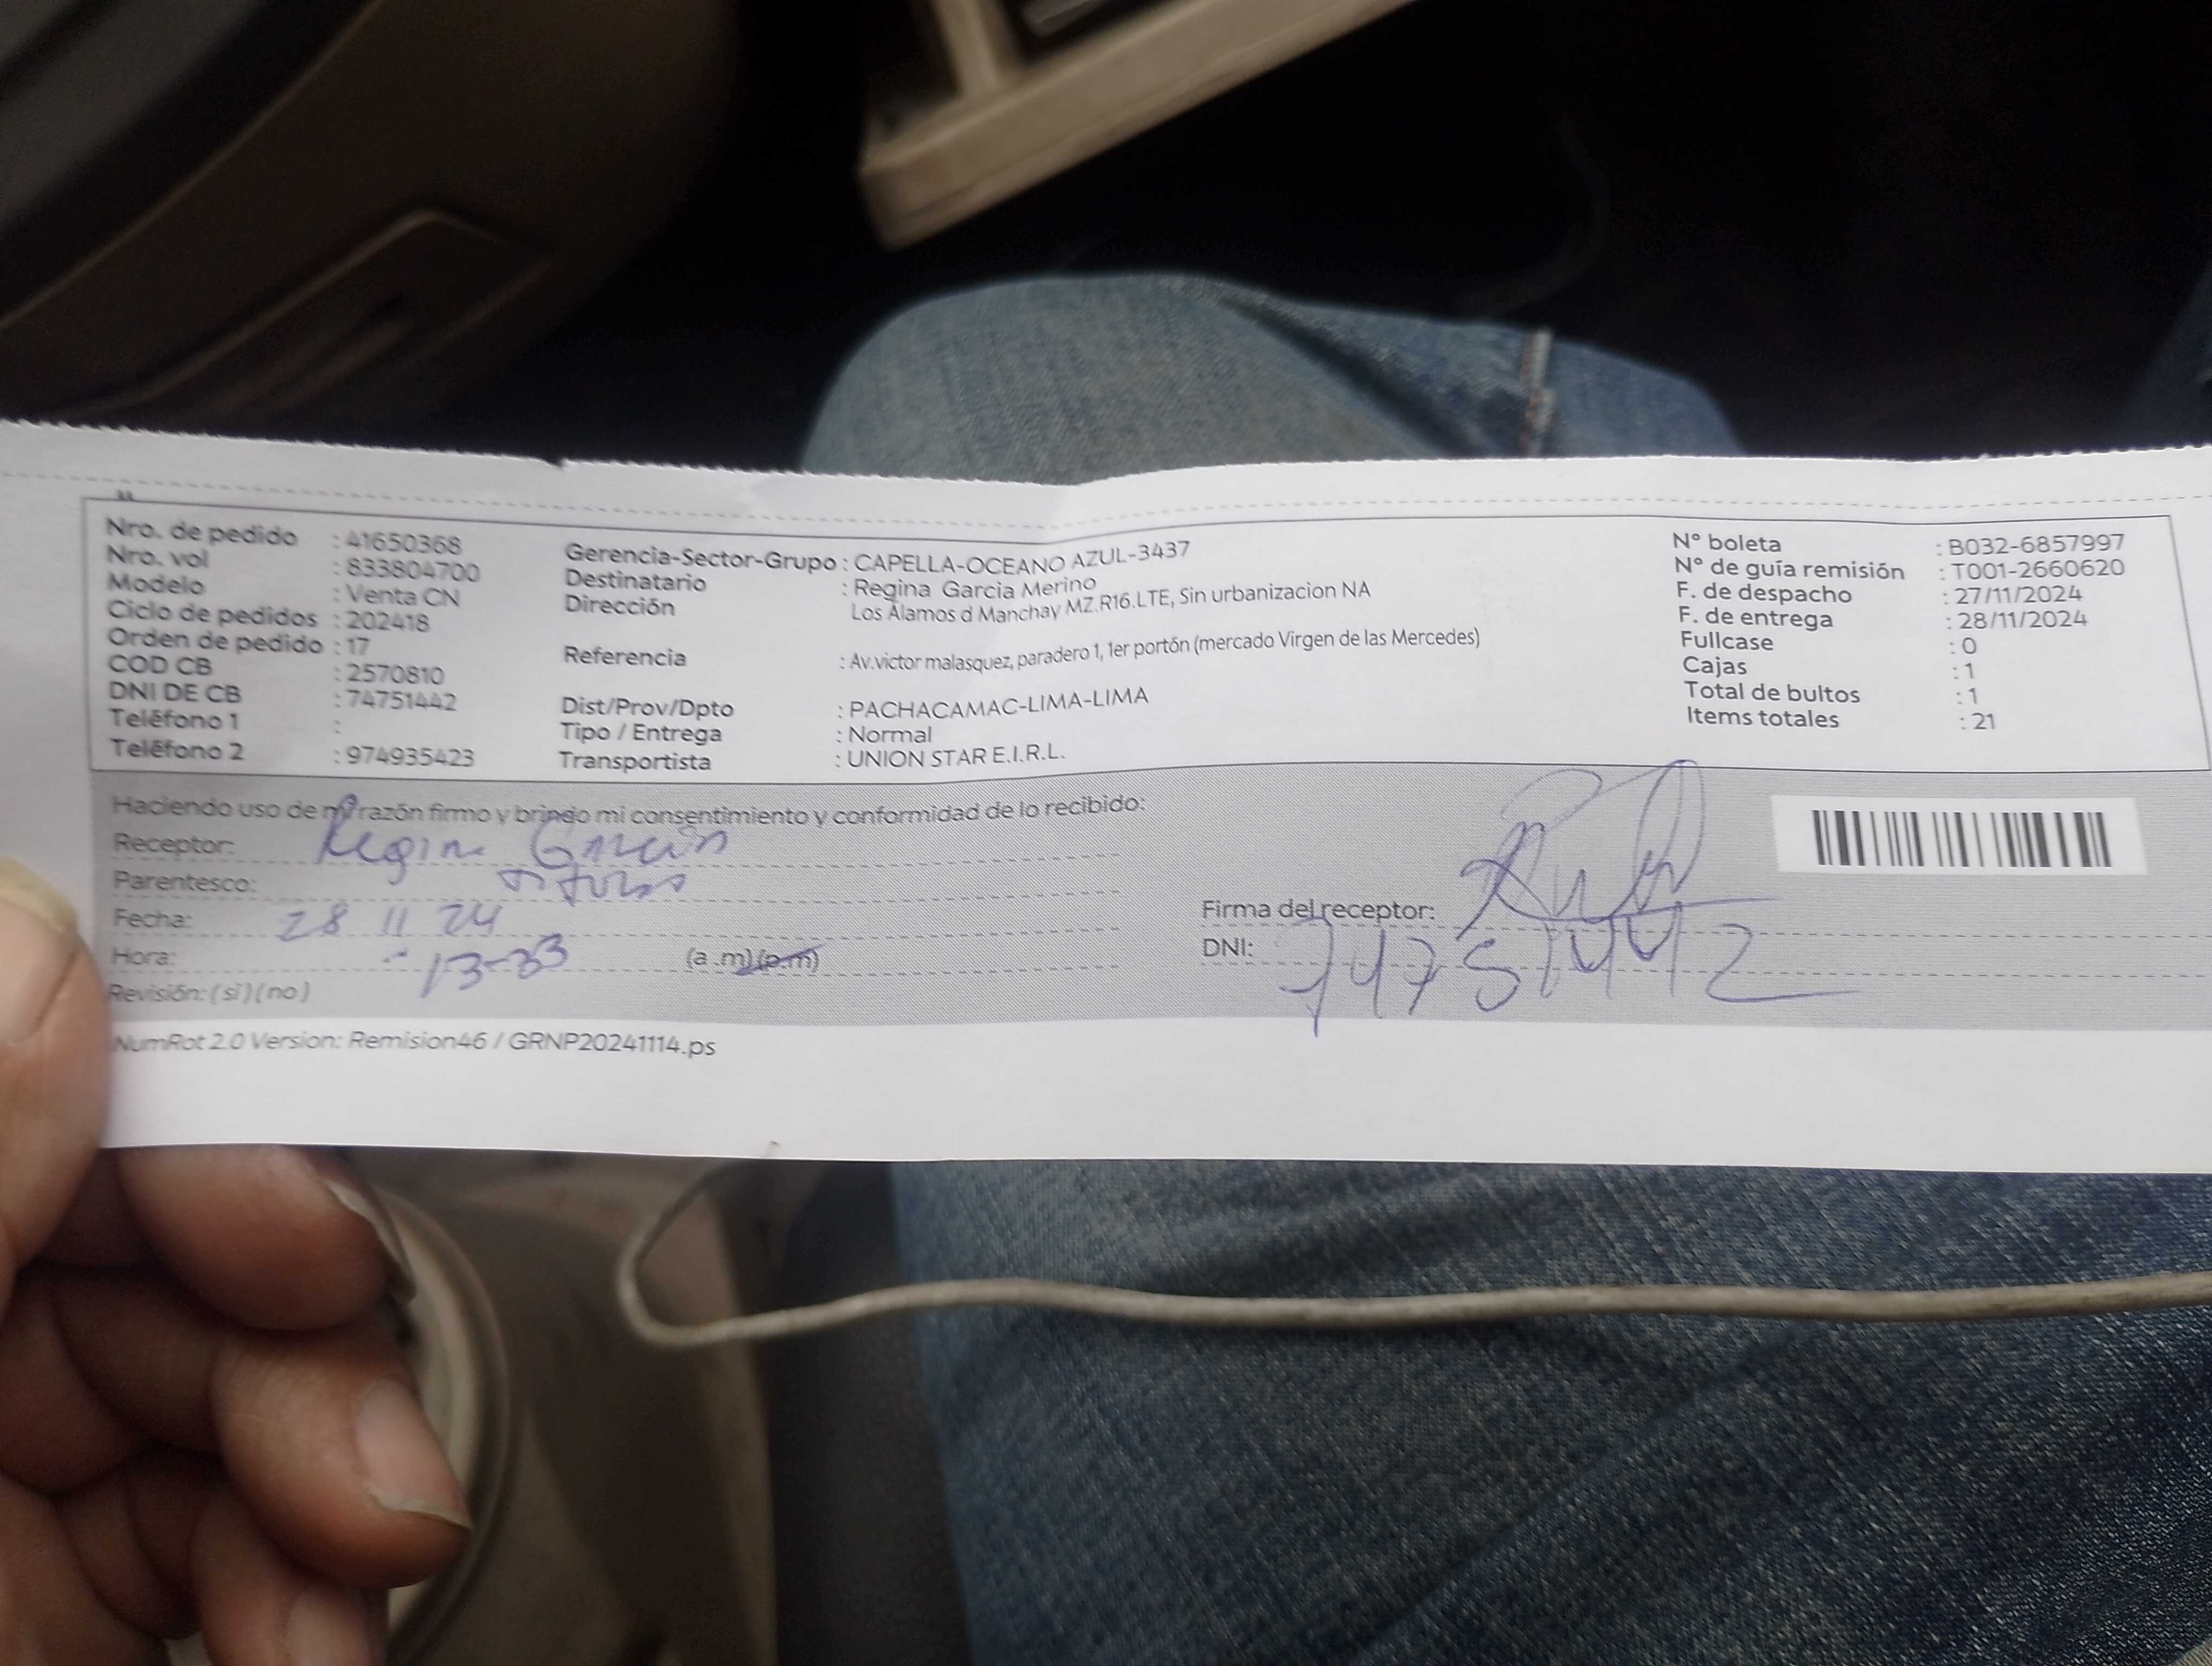 Nro. de pedido : 41650368
Nro. vol : 833804700
Modelo : Venta CN
Ciclo de pedidos : 202418
Orden de pedido : 17
COD CB : 2570810
DNI DE CB : 74751442
Teléfono 1 :
Teléfono 2 : 974935423
Gerencia-Sector-Grupo : CAPELLA-OCEANO AZUL-3437
Destinatario : Regina Garcia Merino
Dirección Los Álamos d Manchay MZ.R16.LTE, Sin urbanizacion NA
Referencia : Av.victor malasquez, paradero 1, 1er portón (mercado Virgen de las Mercedes)
Dist/Prov/Dpto : PACHACAMAC-LIMA-LIMA
Tipo / Entrega : Normal
Transportista : UNION STAR E.I.R.L.
N° boleta : B032-6857997
N° de guía remisión : T001-2660620
F. de despacho : 27/11/2024
F. de entrega : 28/11/2024
Fullcase : 0
Cajas : 1
Total de bultos : 1
Items totales : 21
Haciendo uso de mi razón firmo y brindo mi consentimiento y conformidad de lo recibido:
Receptor: Regina Garcia
Parentesco: titular
Fecha: 28 11 24
Hora: 13-33 (a .m) (p.m)
Revisión: (si) (no)
Firma del receptor:
DNI: 74751442
NumRot 2.0 Version: Remision46 / GRNP20241114.ps